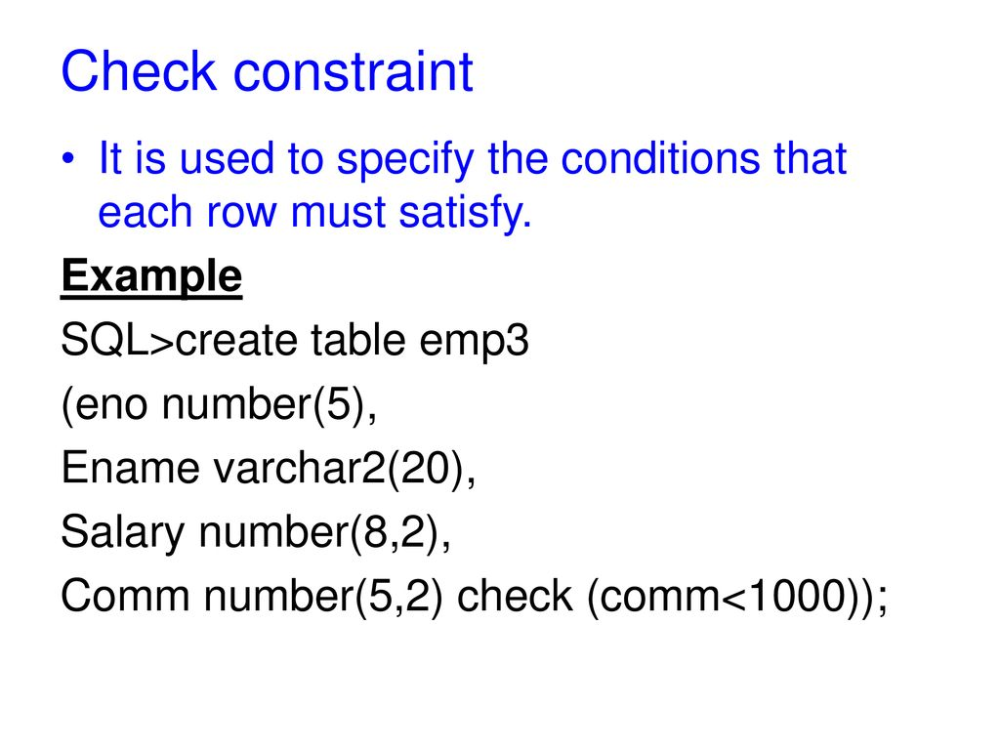 Check constraint
• It is used to specify the conditions that
each row must satisfy.
Example
SQL>create table emp3
(eno number(5),
Ename varchar2(20),
Salary number(8,2),
Comm number(5,2) check (comm<1000));